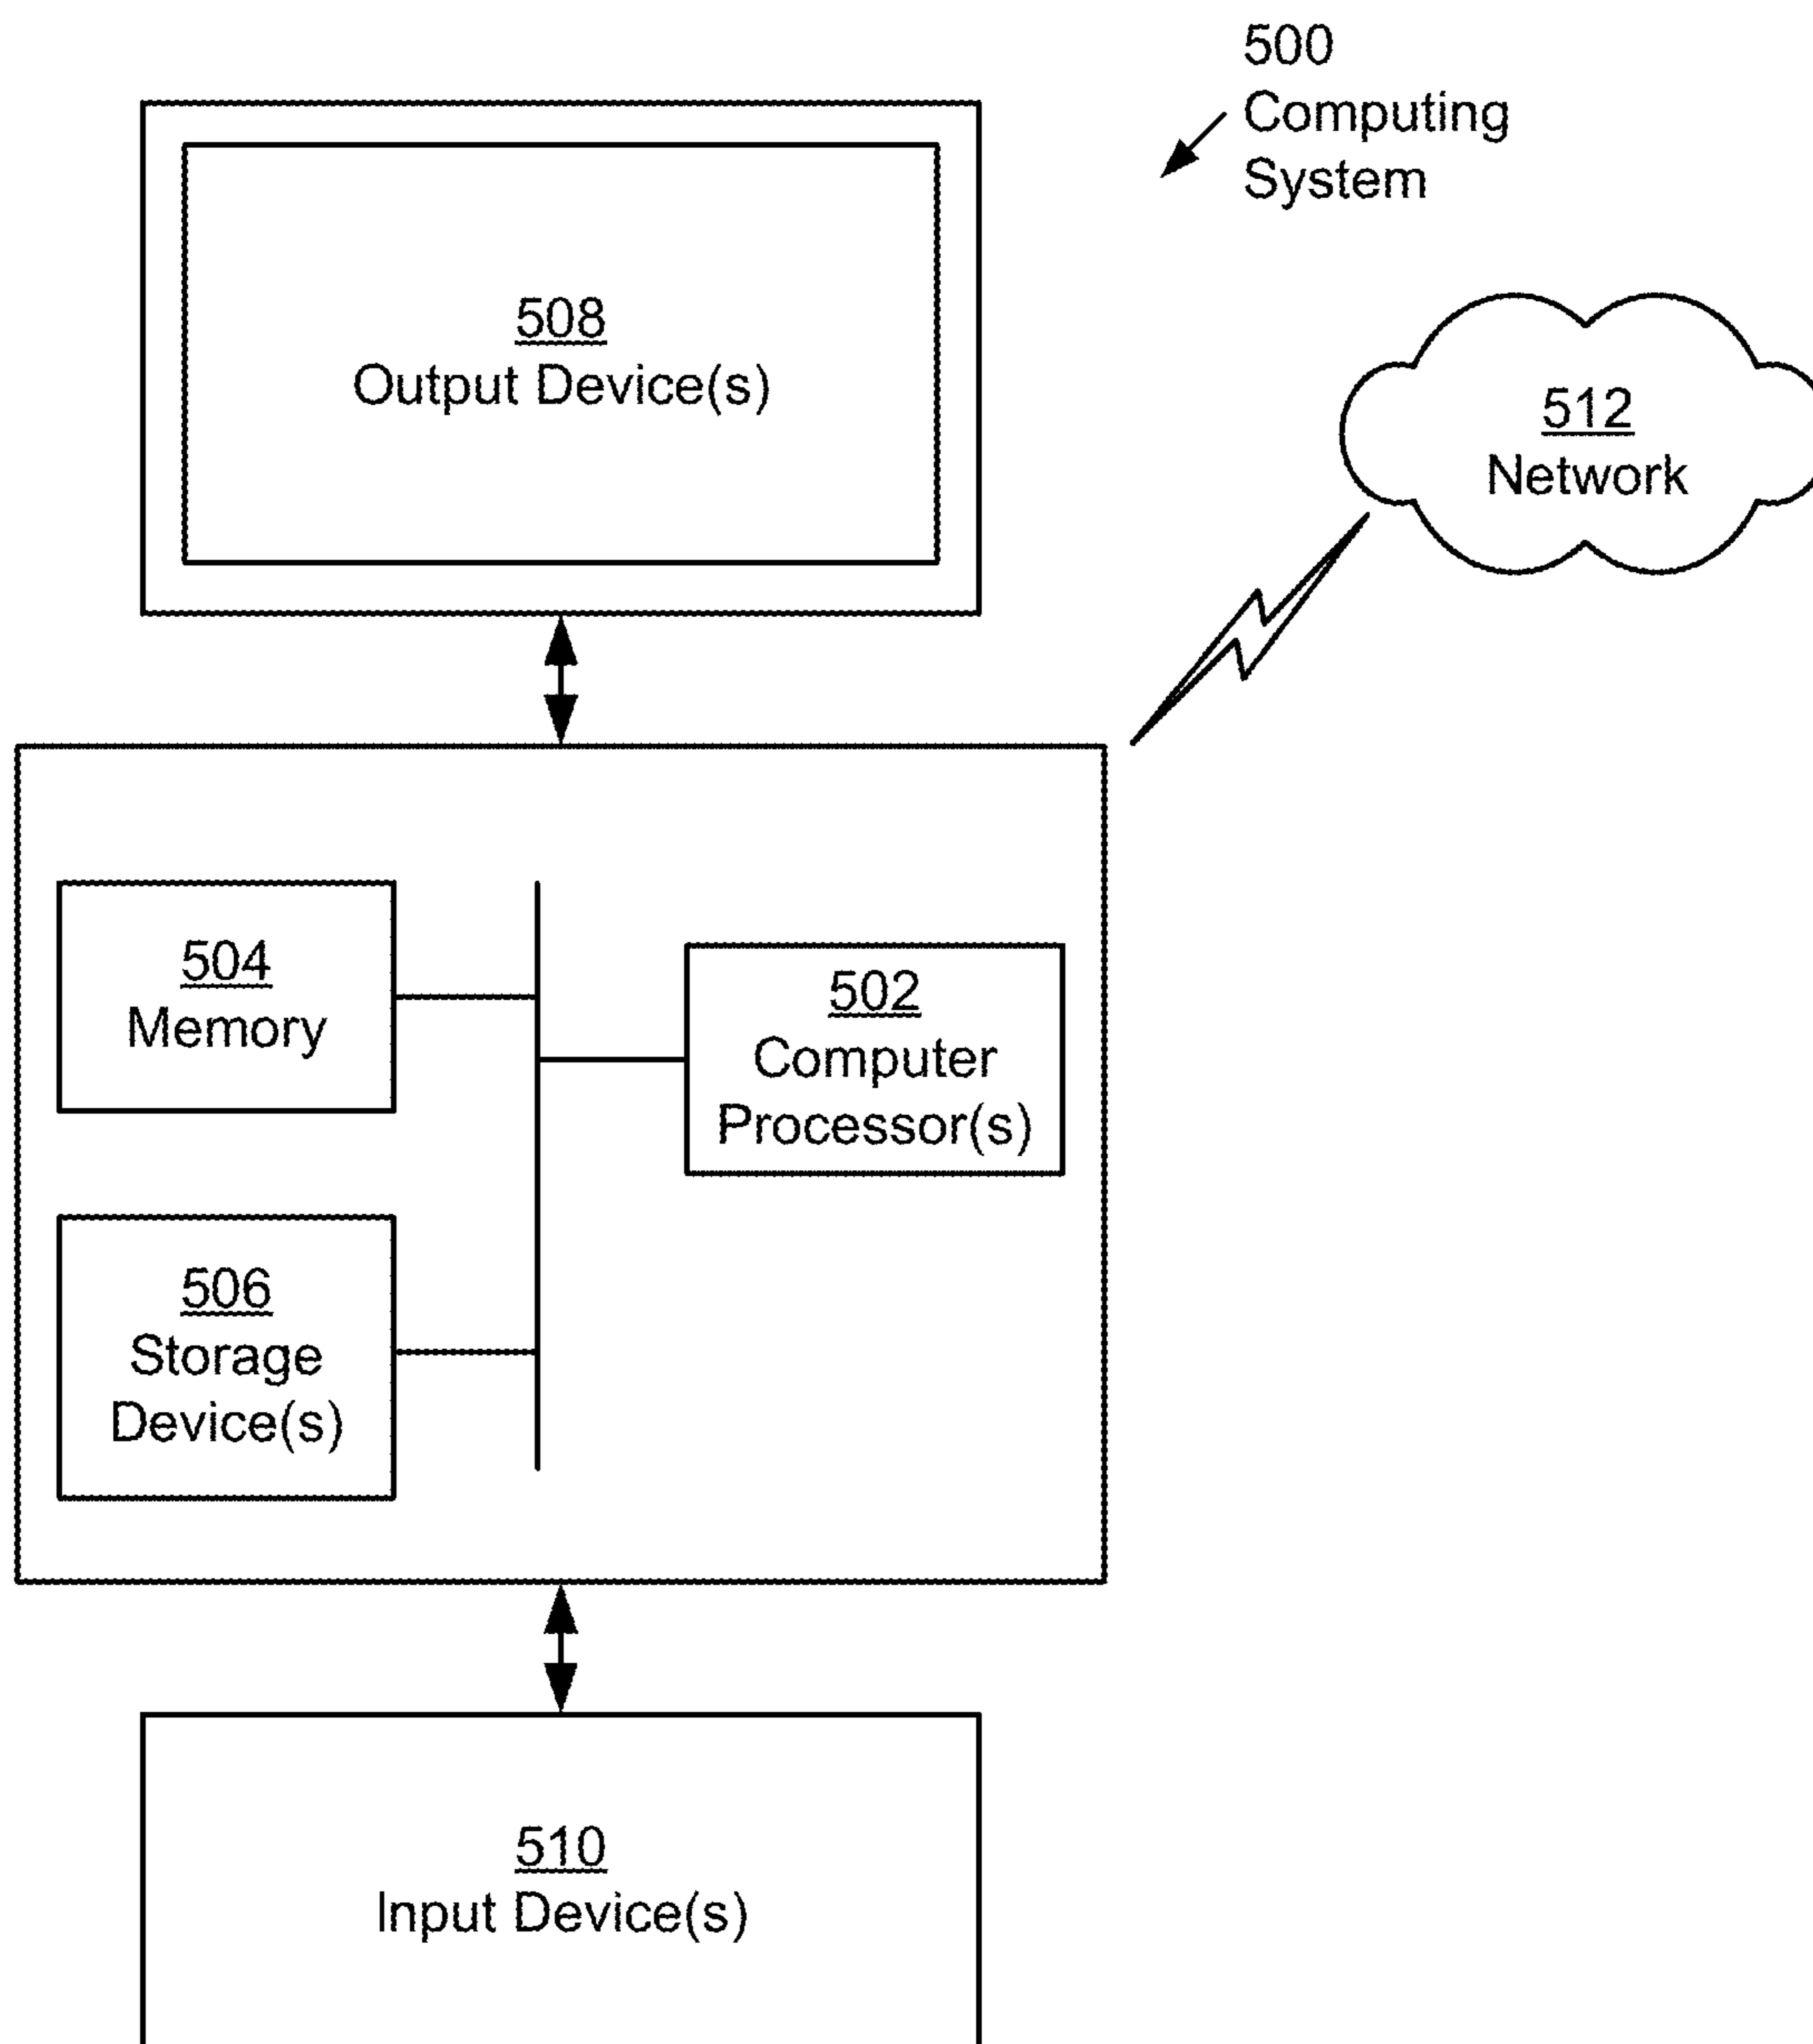 500
Computing
System
508
Output Device(s)
512
Network
504
Memory
502
Computer
Processor(s)
506
Storage
Device(s)
510
Input Device(s)